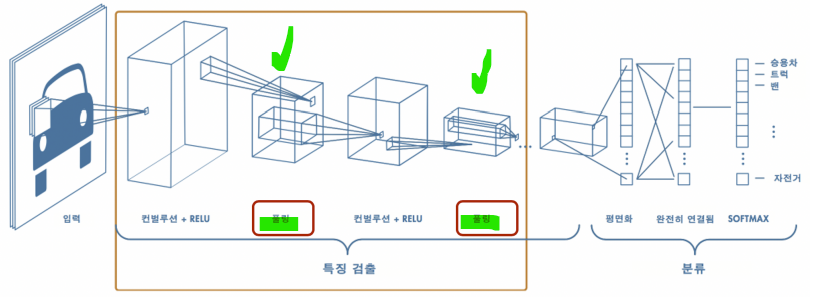 승용차
트럭
밴
자전거
입력
컨벌루션 + RELU
풀링
컨벌루션 + RELU
풀링
평면화
완전히 연결됨
SOFTMAX
특징 검출
분류